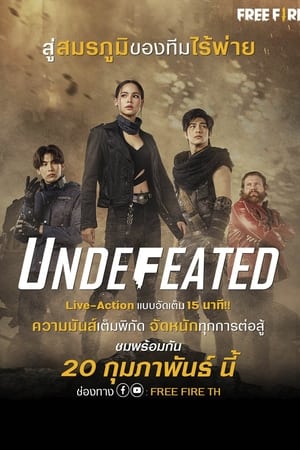 FREE FIRE
สู่สมรภูมิของทีมไร้พ่าย
UNDEFEATED
Live-Action แบบจัดเต็ม 15 นาที!!
ความมันส์เต็มพิกัด จัดหนักทุกการต่อสู้
ชมพร้อมกัน
20 กุมภาพันธ์ นี้
ช่องทาง : FREE FIRE TH